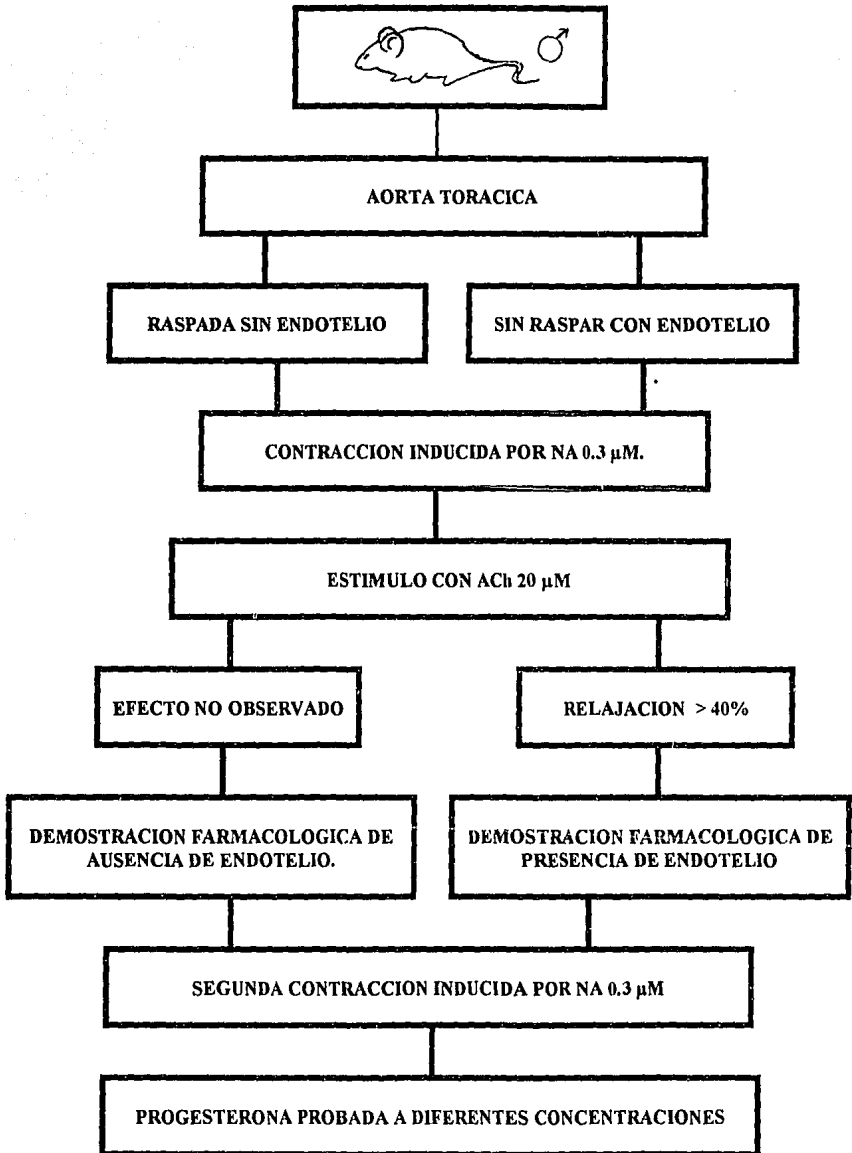 AORTA TORACICA
RASPADA SIN ENDOTELIO
SIN RASPAR CON ENDOTELIO
CONTRACCION INDUCIDA POR NA 0.3 µM.
ESTIMULO CON ACh 20 µM
EFECTO NO OBSERVADO
RELAJACION > 40%
DEMOSTRACION FARMACOLOGICA DE
AUSENCIA DE ENDOTELIO.
DEMOSTRACION FARMACOLOGICA DE
PRESENCIA DE ENDOTELIO
SEGUNDA CONTRACCION INDUCIDA POR NA 0.3 µM
PROGESTERONA PROBADA A DIFERENTES CONCENTRACIONES